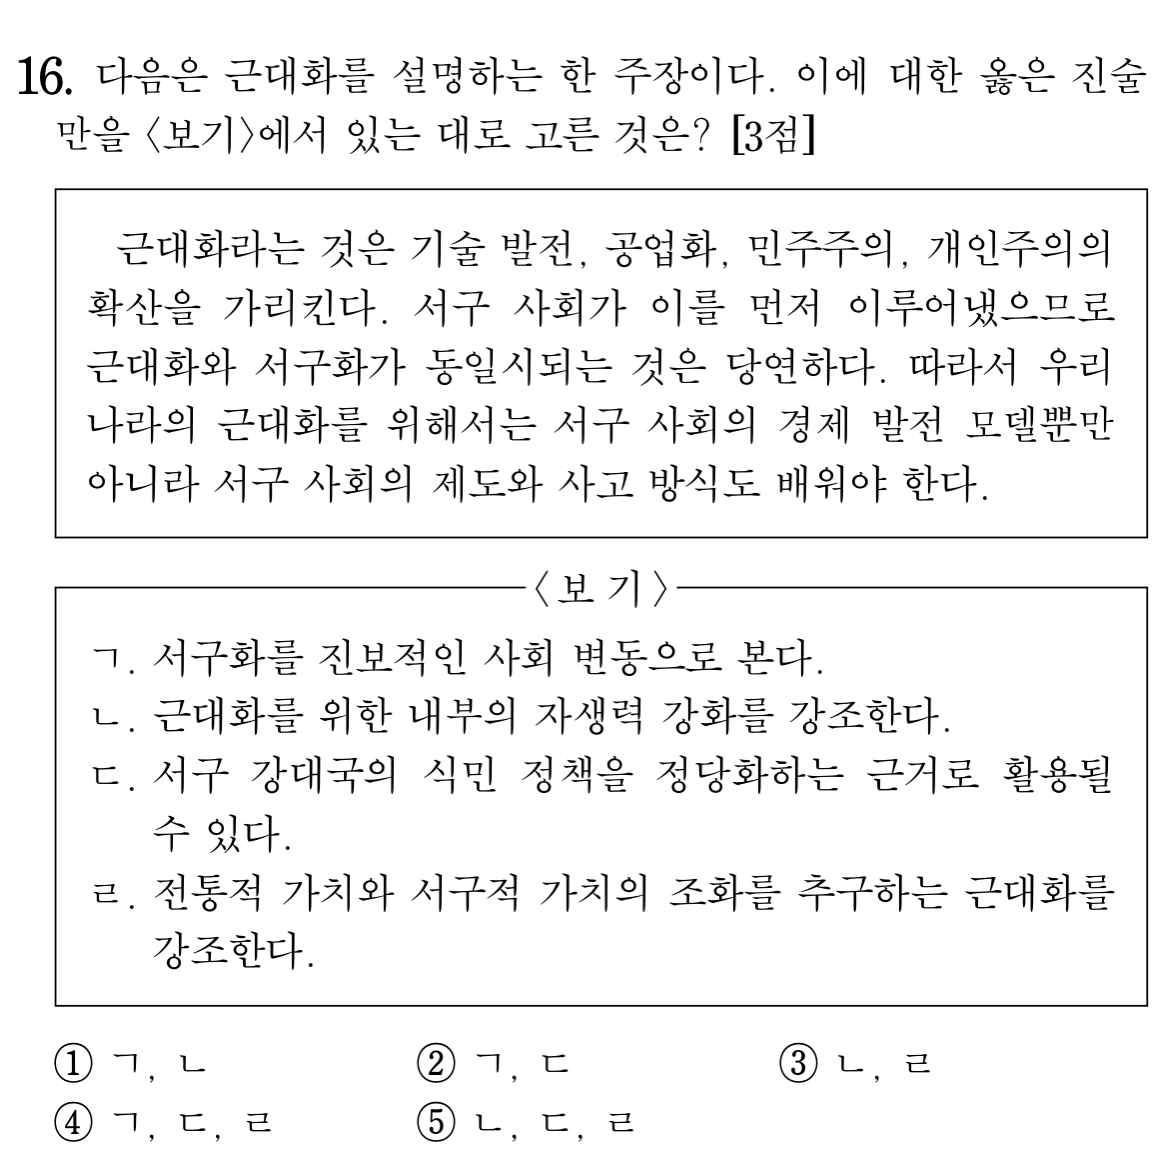 16. 다음은 근대화를 설명하는 한 주장이다. 이에 대한 옳은 진술
만을 〈보기〉에서 있는 대로 고른 것은? [3점]
근대화라는 것은 기술 발전, 공업화, 민주주의, 개인주의의
확산을 가리킨다. 서구 사회가 이를 먼저 이루어냈으므로
근대화와 서구화가 동일시되는 것은 당연하다. 따라서 우리
나라의 근대화를 위해서는 서구 사회의 경제 발전 모델뿐만
아니라 서구 사회의 제도와 사고 방식도 배워야 한다.
〈보 기〉
ㄱ. 서구화를 진보적인 사회 변동으로 본다.
ㄴ. 근대화를 위한 내부의 자생력 강화를 강조한다.
ㄷ. 서구 강대국의 식민 정책을 정당화하는 근거로 활용될
수 있다.
ㄹ. 전통적 가치와 서구적 가치의 조화를 추구하는 근대화를
강조한다.
① ㄱ, ㄴ ② ㄱ, ㄷ ③ ㄴ, ㄹ
④ ㄱ, ㄷ, ㄹ ⑤ ㄴ, ㄷ, ㄹ